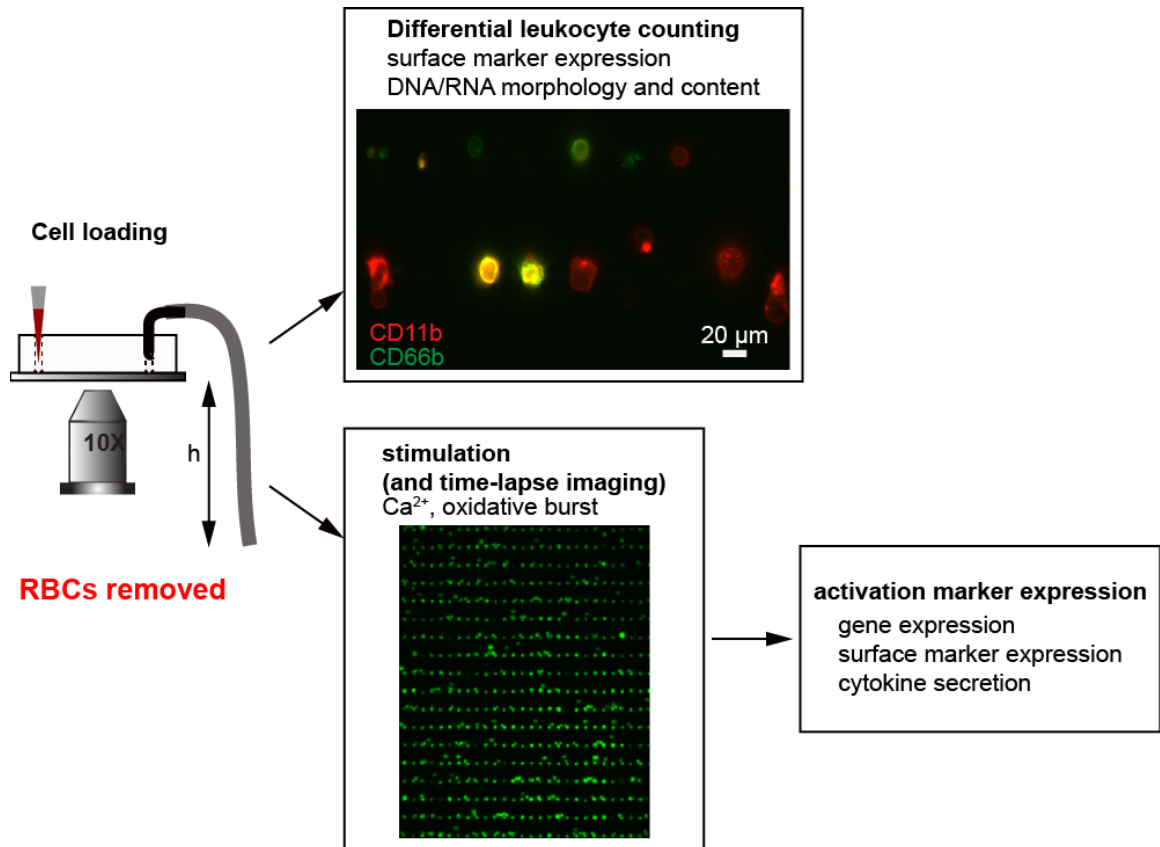 Differential leukocyte counting
surface marker expression
DNA/RNA morphology and content
CD11b
CD66b
20 µm
Cell loading
10X
h
RBCs removed
stimulation
(and time-lapse imaging)
Ca²⁺, oxidative burst
activation marker expression
gene expression
surface marker expression
cytokine secretion